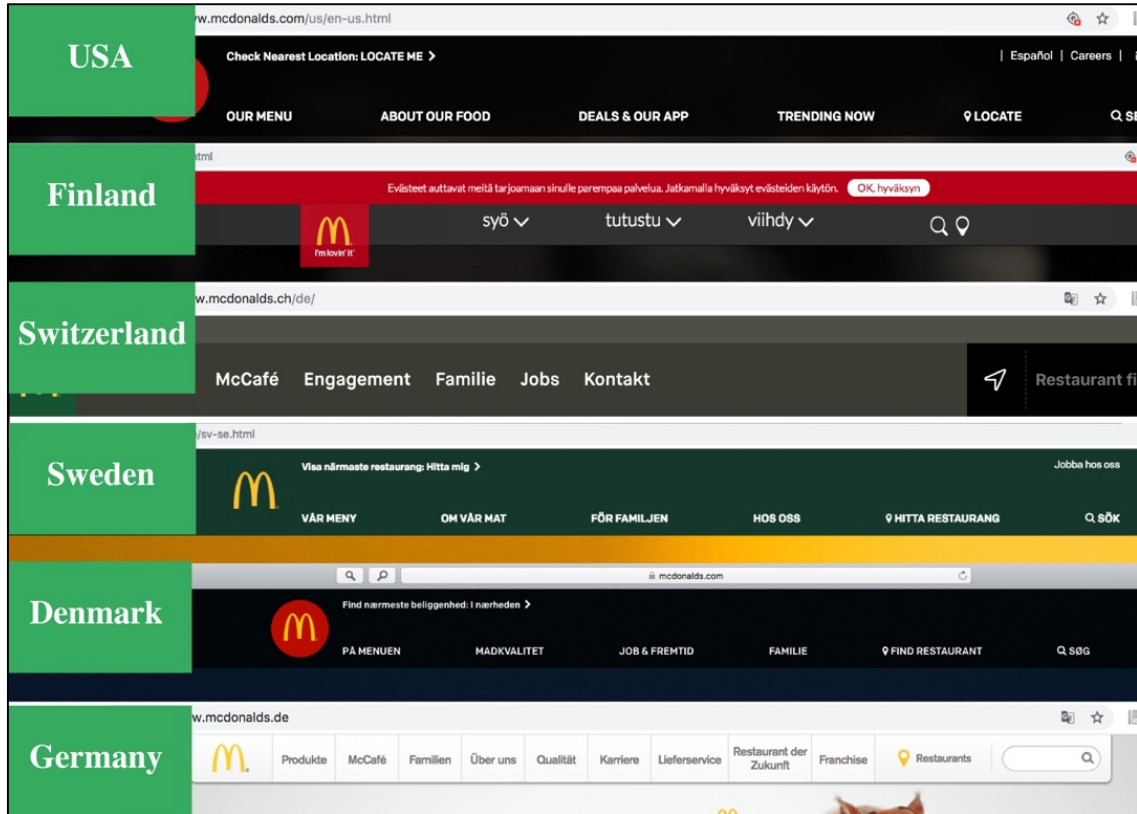 USA
w.mcdonalds.com/us/en-us.html
Check Nearest Location: LOCATE ME >
| Español | Careers |
OUR MENU ABOUT OUR FOOD DEALS & OUR APP TRENDING NOW LOCATE SE
Finland
html
Evästeet auttavat meitä tarjoamaan sinulle parempaa palvelua. Jatkamalla hyväksyt evästeiden käytön. OK, hyväksyn
syö tutustu viihdy
i'm lovin' it
Switzerland
w.mcdonalds.ch/de/
McCafé Engagement Familie Jobs Kontakt Restaurant fi
Sweden
/sv-se.html
Visa närmaste restaurang: Hitta mig >
Jobba hos oss
VÅR MENY OM VÅR MAT FÖR FAMILJEN HOS OSS HITTA RESTAURANG SÖK
Denmark
mcdonalds.com
Find nærmeste beliggenhed: I nærheden >
PÅ MENUEN MADKVALITET JOB & FREMTID FAMILIE FIND RESTAURANT SØG
Germany
w.mcdonalds.de
Produkte McCafé Familien Über uns Qualität Karriere Lieferservice Restaurant der Zukunft Franchise Restaurants